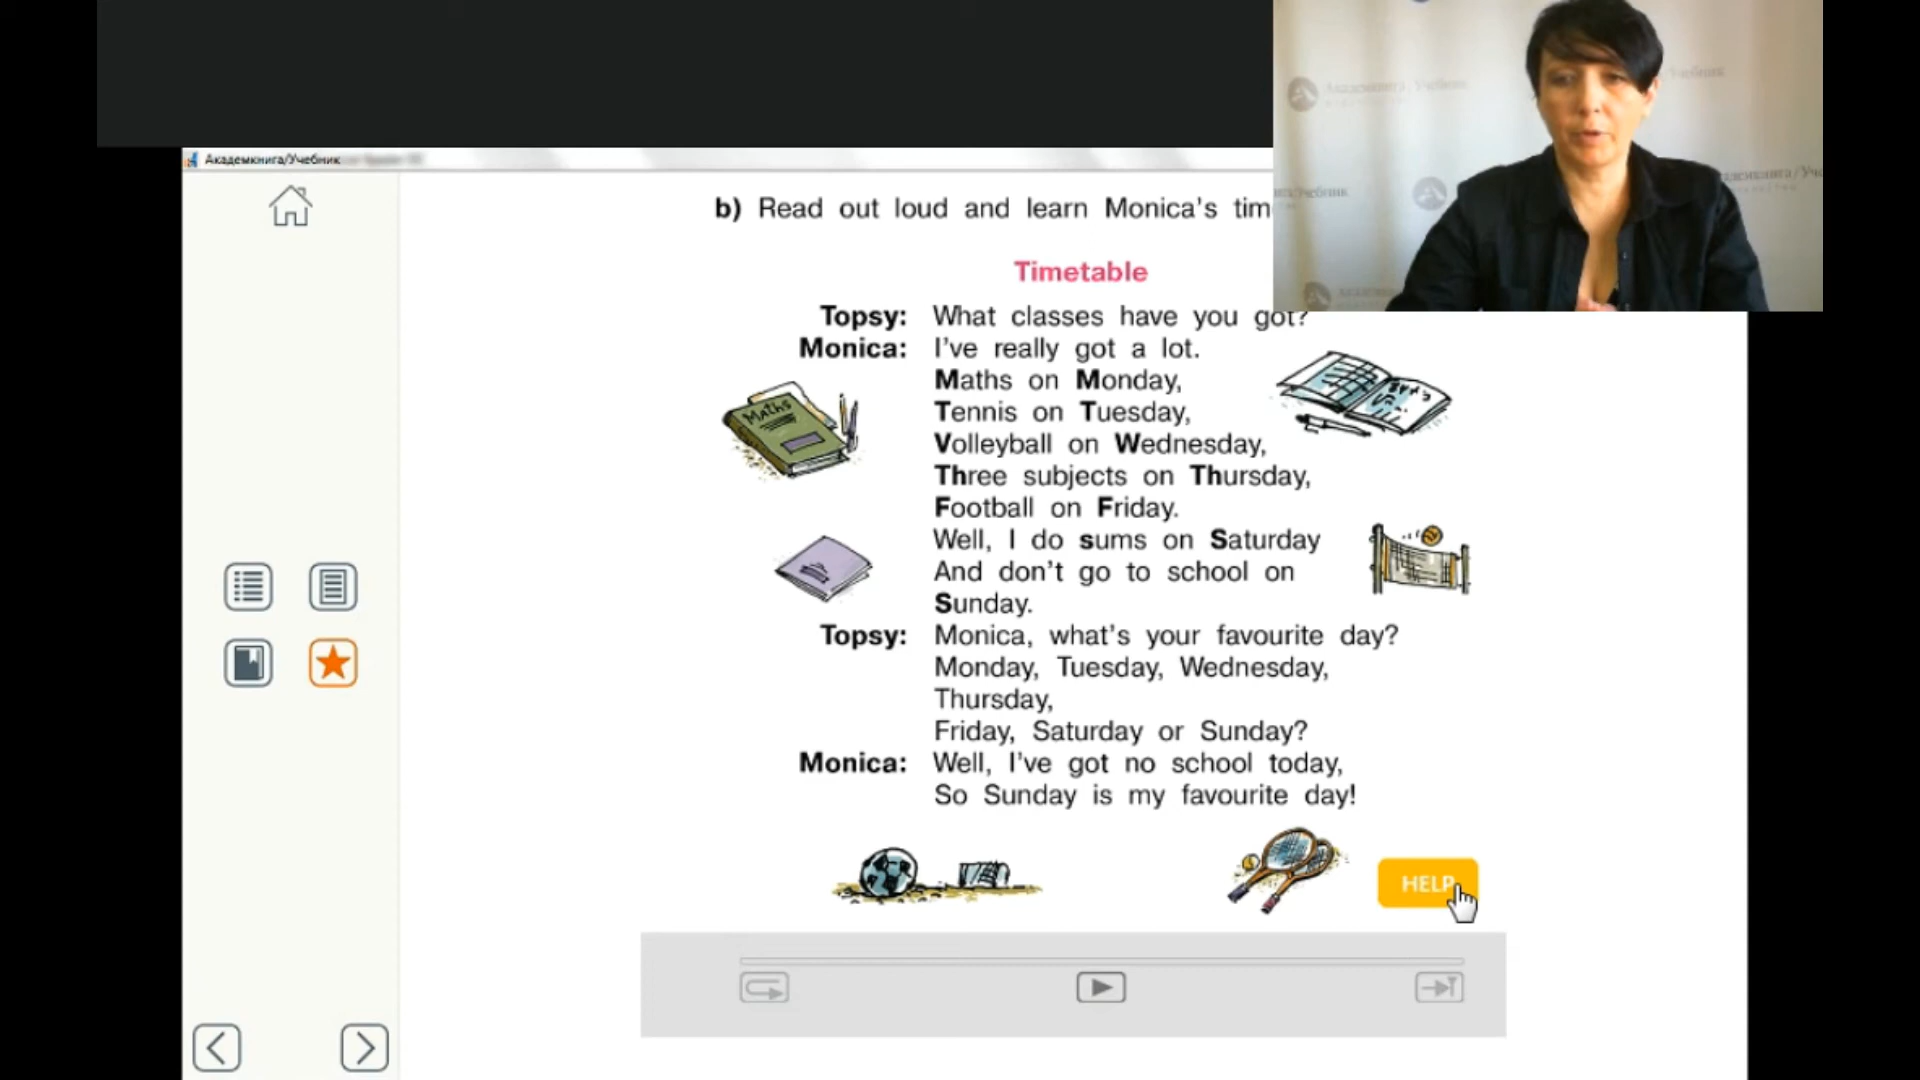 Академкнига/Учебник
b) Read out loud and learn Monica's tim
Timetable
Topsy: What classes have you got?
Monica: I've really got a lot.
Maths on Monday,
Tennis on Tuesday,
Volleyball on Wednesday,
Three subjects on Thursday,
Football on Friday.
Well, I do sums on Saturday
And don't go to school on
Sunday.
Topsy: Monica, what's your favourite day?
Monday, Tuesday, Wednesday,
Thursday,
Friday, Saturday or Sunday?
Monica: Well, I've got no school today,
So Sunday is my favourite day!
Maths
HELP